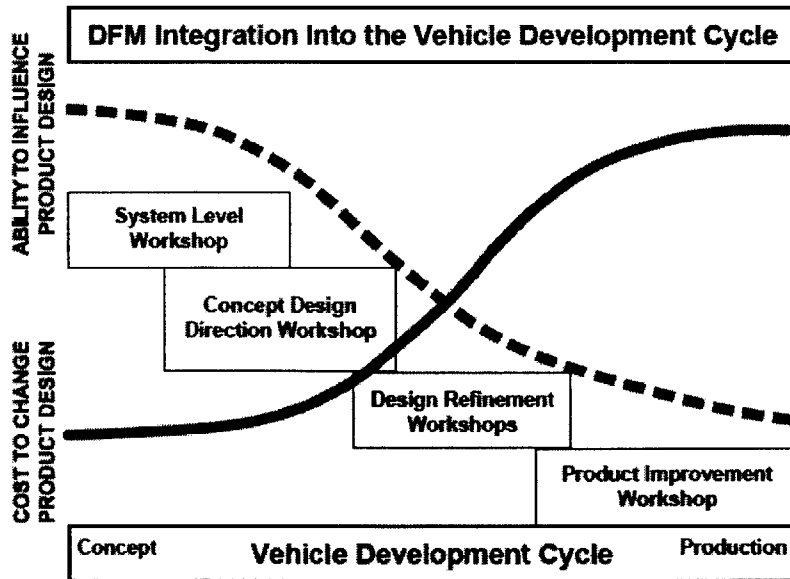 DFM Integration Into the Vehicle Development Cycle
ABILITY TO INFLUENCE
PRODUCT DESIGN
System Level
Workshop
Concept Design
Direction Workshop
COST TO CHANGE
PRODUCT DESIGN
Design Refinement
Workshops
Product Improvement
Workshop
Concept
Vehicle Development Cycle
Production